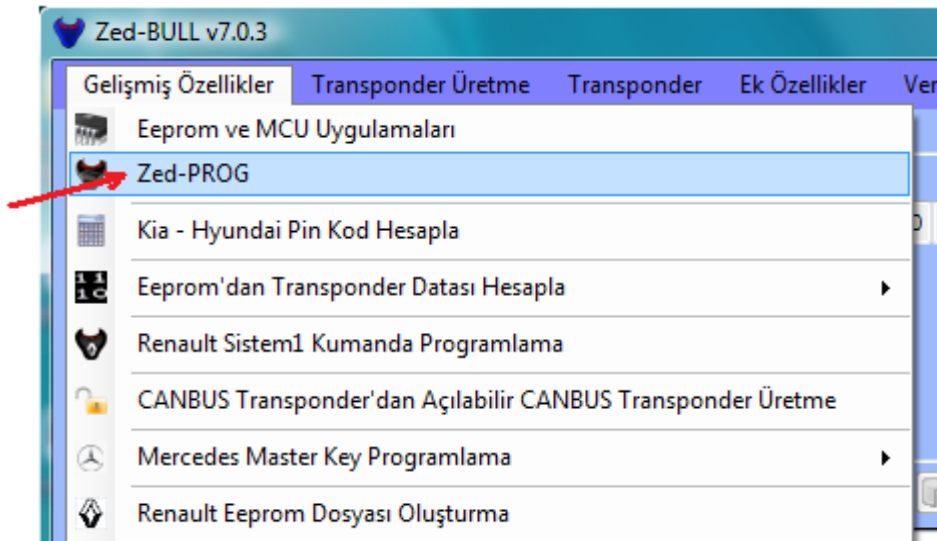 Zed-BULL v7.0.3
Gelişmiş Özellikler Transponder Üretme Transponder Ek Özellikler Ver
Eeprom ve MCU Uygulamaları
Zed-PROG
Kia - Hyundai Pin Kod Hesapla
Eeprom'dan Transponder Datası Hesapla
Renault Sistem1 Kumanda Programlama
CANBUS Transponder'dan Açılabilir CANBUS Transponder Üretme
Mercedes Master Key Programlama
Renault Eeprom Dosyası Oluşturma